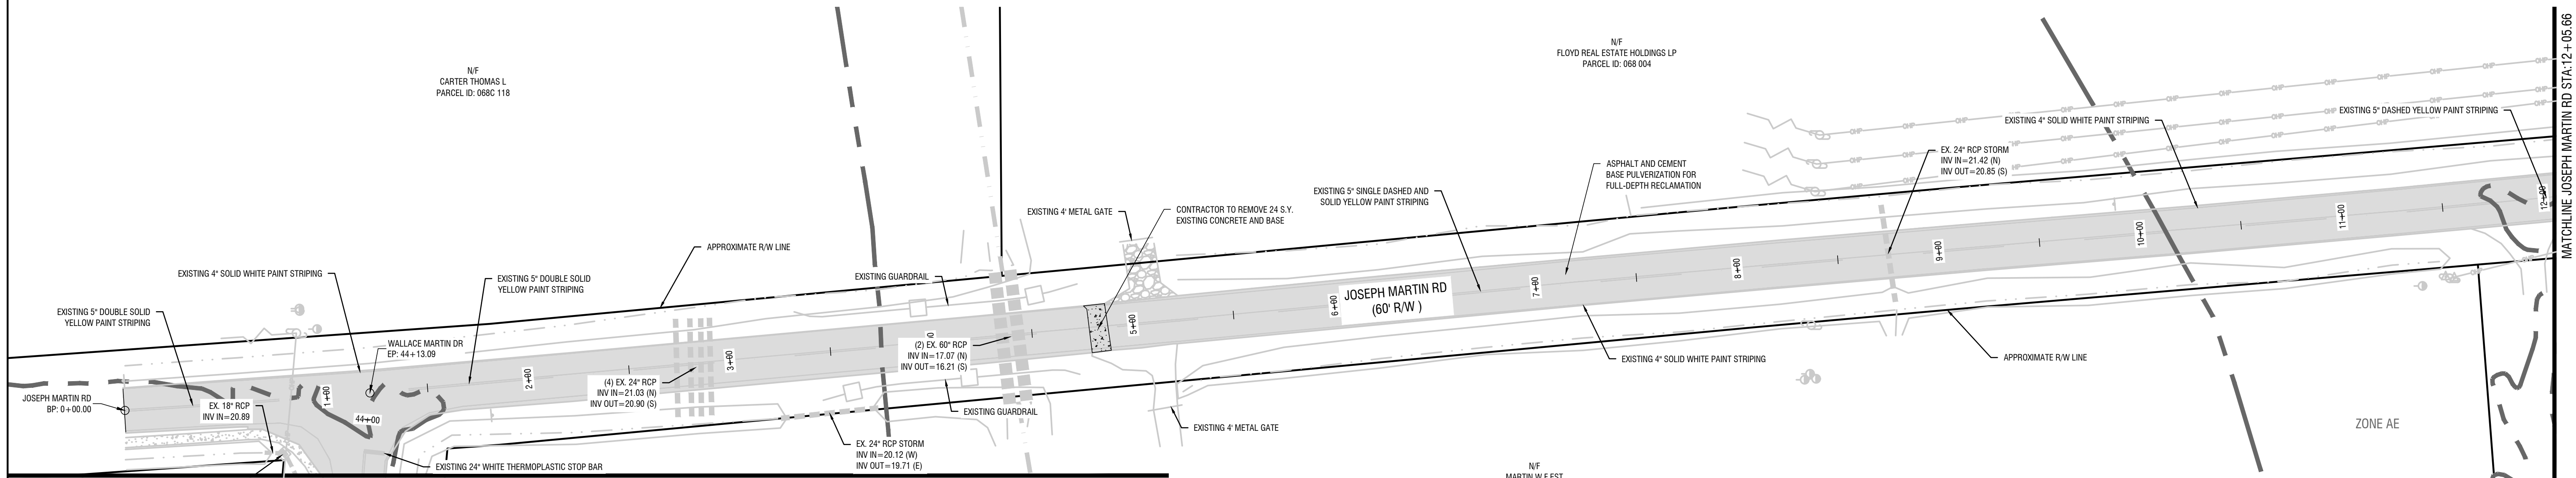 N/F
CARTER THOMAS L
PARCEL ID: 068C 118
N/F
FLOYD REAL ESTATE HOLDINGS LP
PARCEL ID: 068 004
MATCHLINE JOSEPH MARTIN RD STA:12+05.66
EXISTING 5" DASHED YELLOW PAINT STRIPING
EXISTING 4" SOLID WHITE PAINT STRIPING
OHP
OHP
OHP
OHP
EX. 24" RCP STORM
INV IN=21.42 (N)
INV OUT=20.85 (S)
ASPHALT AND CEMENT
BASE PULVERIZATION FOR
FULL-DEPTH RECLAMATION
EXISTING 5" SINGLE DASHED AND
SOLID YELLOW PAINT STRIPING
CONTRACTOR TO REMOVE 24 S.Y.
EXISTING CONCRETE AND BASE
EXISTING 4' METAL GATE
APPROXIMATE R/W LINE
EXISTING 4" SOLID WHITE PAINT STRIPING
EXISTING 5" DOUBLE SOLID
YELLOW PAINT STRIPING
EXISTING GUARDRAIL
EXISTING 5" DOUBLE SOLID
YELLOW PAINT STRIPING
WALLACE MARTIN DR
EP: 44+13.09
JOSEPH MARTIN RD
BP: 0+00.00
EX. 18" RCP
INV IN=20.89
1+00
44+00
2+00
(4) EX. 24" RCP
INV IN=21.03 (N)
INV OUT=20.90 (S)
3+00
(2) EX. 60" RCP
INV IN=17.07 (N)
INV OUT=16.21 (S)
5+00
6+00
JOSEPH MARTIN RD
(60' R/W )
7+00
8+00
9+00
10+00
11+00
12+00
EXISTING 4" SOLID WHITE PAINT STRIPING
APPROXIMATE R/W LINE
EXISTING GUARDRAIL
EXISTING 4' METAL GATE
EX. 24" RCP STORM
INV IN=20.12 (W)
INV OUT=19.71 (E)
EXISTING 24" WHITE THERMOPLASTIC STOP BAR
ZONE AE
N/F
MARTIN W F EST